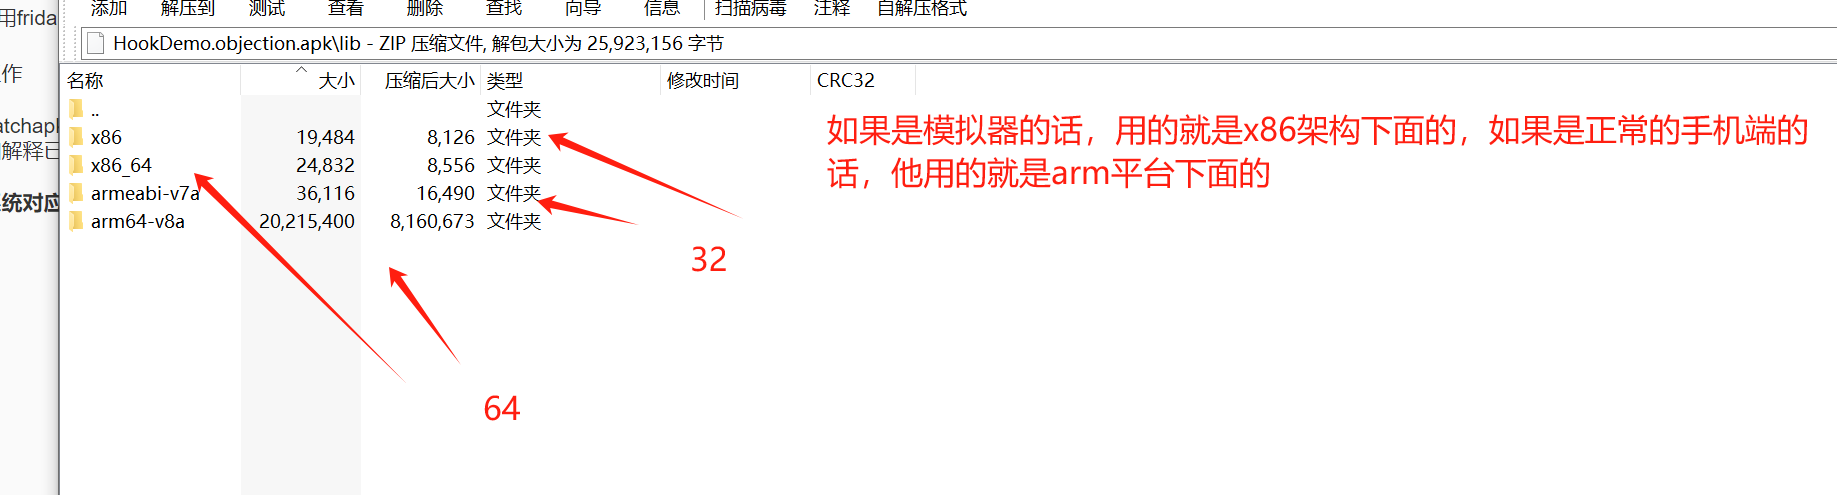 用frida
添加 解压到 测试 查看 删除 查找 向导 信息 扫描病毒 注释 自解压格式
HookDemo.objection.apk\lib - ZIP 压缩文件, 解包大小为 25,923,156 字节
作
名称 大小 压缩后大小 类型 修改时间 CRC32
.. 文件夹
x86 19,484 8,126 文件夹
x86_64 24,832 8,556 文件夹
armeabi-v7a 36,116 16,490 文件夹
arm64-v8a 20,215,400 8,160,673 文件夹
如果是模拟器的话，用的就是x86架构下面的，如果是正常的手机端的
话，他用的就是arm平台下面的
atchapk
解释已
统对应
32
64